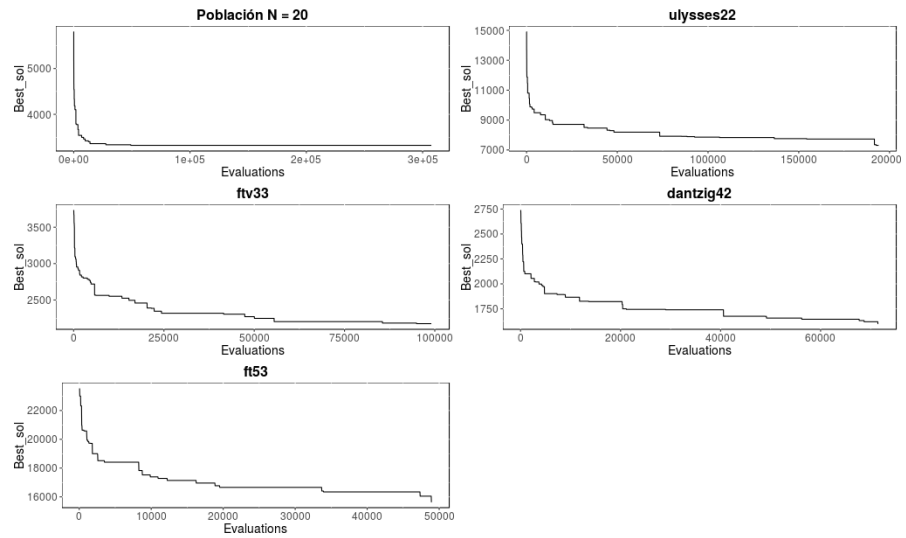 Población N = 20
Best_sol
5000
4000
0e+00
1e+05
2e+05
3e+05
Evaluations
ulysses22
Best_sol
15000
13000
11000
9000
7000
0
50000
100000
150000
20000
Evaluations
ftv33
Best_sol
3500
3000
2500
0
25000
50000
75000
100000
Evaluations
dantzig42
Best_sol
2750
2500
2250
2000
1750
0
20000
40000
60000
Evaluations
ft53
Best_sol
22000
20000
18000
16000
0
10000
20000
30000
40000
50000
Evaluations